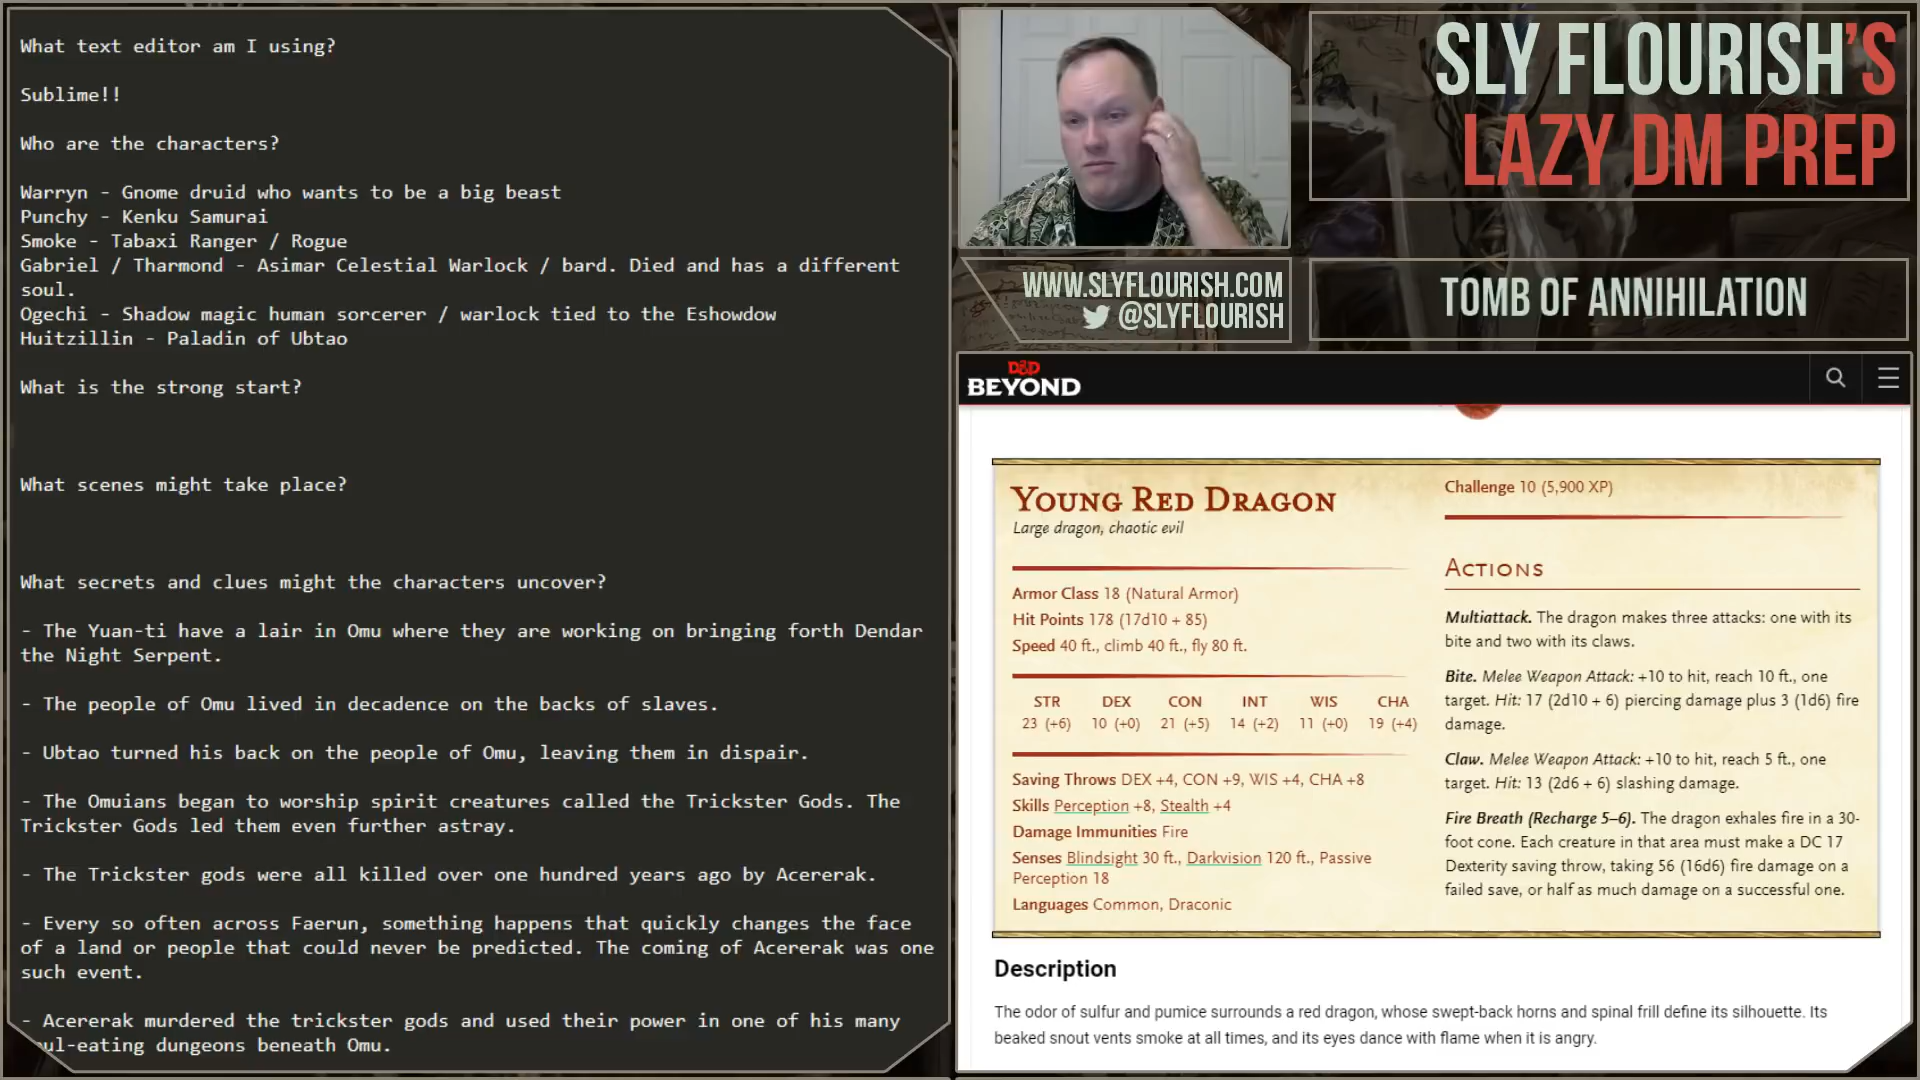 What text editor am I using?
Sublime!!
Who are the characters?
Warryn - Gnome druid who wants to be a big beast
Punchy - Kenku Samurai
Smoke - Tabaxi Ranger / Rogue
Gabriel / Tharmond - Asimar Celestial Warlock / bard. Died and has a different
soul.
Ogechi - Shadow magic human sorcerer / warlock tied to the Eshowdow
Huitzillin - Paladin of Ubtao
What is the strong start?
What scenes might take place?
What secrets and clues might the characters uncover?
- The Yuan-ti have a lair in Omu where they are working on bringing forth Dendar
the Night Serpent.
- The people of Omu lived in decadence on the backs of slaves.
- Ubtao turned his back on the people of Omu, leaving them in dispair.
- The Omuians began to worship spirit creatures called the Trickster Gods. The
Trickster Gods led them even further astray.
- The Trickster gods were all killed over one hundred years ago by Acererak.
- Every so often across Faerun, something happens that quickly changes the face
of a land or people that could never be predicted. The coming of Acererak was one
such event.
- Acererak murdered the trickster gods and used their power in one of his many
ul-eating dungeons beneath Omu.
WWW.SLYFLOURISH.COM
@SLYFLOURISH
SLY FLOURISH'S
LAZY DM PREP
TOMB OF ANNIHILATION
D&D
BEYOND
YOUNG RED DRAGON
Large dragon, chaotic evil
Armor Class 18 (Natural Armor)
Hit Points 178 (17d10 + 85)
Speed 40 ft., climb 40 ft., fly 80 ft.
STR DEX CON INT WIS CHA
23 (+6) 10 (+0) 21 (+5) 14 (+2) 11 (+0) 19 (+4)
Saving Throws DEX +4, CON +9, WIS +4, CHA +8
Skills Perception +8, Stealth +4
Damage Immunities Fire
Senses Blindsight 30 ft., Darkvision 120 ft., Passive
Perception 18
Languages Common, Draconic
Challenge 10 (5,900 XP)
ACTIONS
Multiattack. The dragon makes three attacks: one with its
bite and two with its claws.
Bite. Melee Weapon Attack: +10 to hit, reach 10 ft., one
target. Hit: 17 (2d10 + 6) piercing damage plus 3 (1d6) fire
damage.
Claw. Melee Weapon Attack: +10 to hit, reach 5 ft., one
target. Hit: 13 (2d6 + 6) slashing damage.
Fire Breath (Recharge 5–6). The dragon exhales fire in a 30-
foot cone. Each creature in that area must make a DC 17
Dexterity saving throw, taking 56 (16d6) fire damage on a
failed save, or half as much damage on a successful one.
Description
The odor of sulfur and pumice surrounds a red dragon, whose swept-back horns and spinal frill define its silhouette. Its
beaked snout vents smoke at all times, and its eyes dance with flame when it is angry.